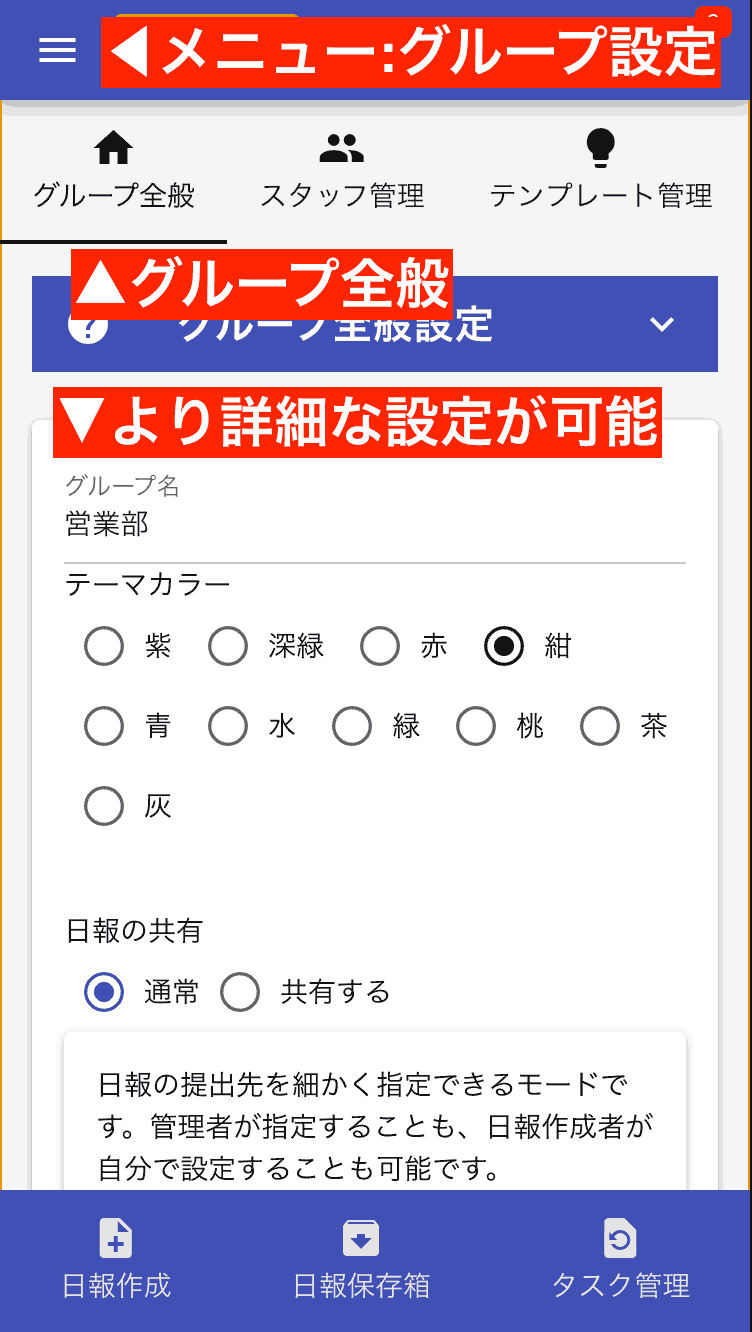 ◀メニュー:グループ設定
グループ全般 スタッフ管理 テンプレート管理
▲グループ全般
グループ全般設定
▼より詳細な設定が可能
グループ名
営業部
テーマカラー
紫 深緑 赤 紺
青 水 緑 桃 茶
灰
日報の共有
通常 共有する
日報の提出先を細かく指定できるモードで
す。管理者が指定することも、日報作成者が
自分で設定することも可能です。
日報作成 日報保存箱 タスク管理